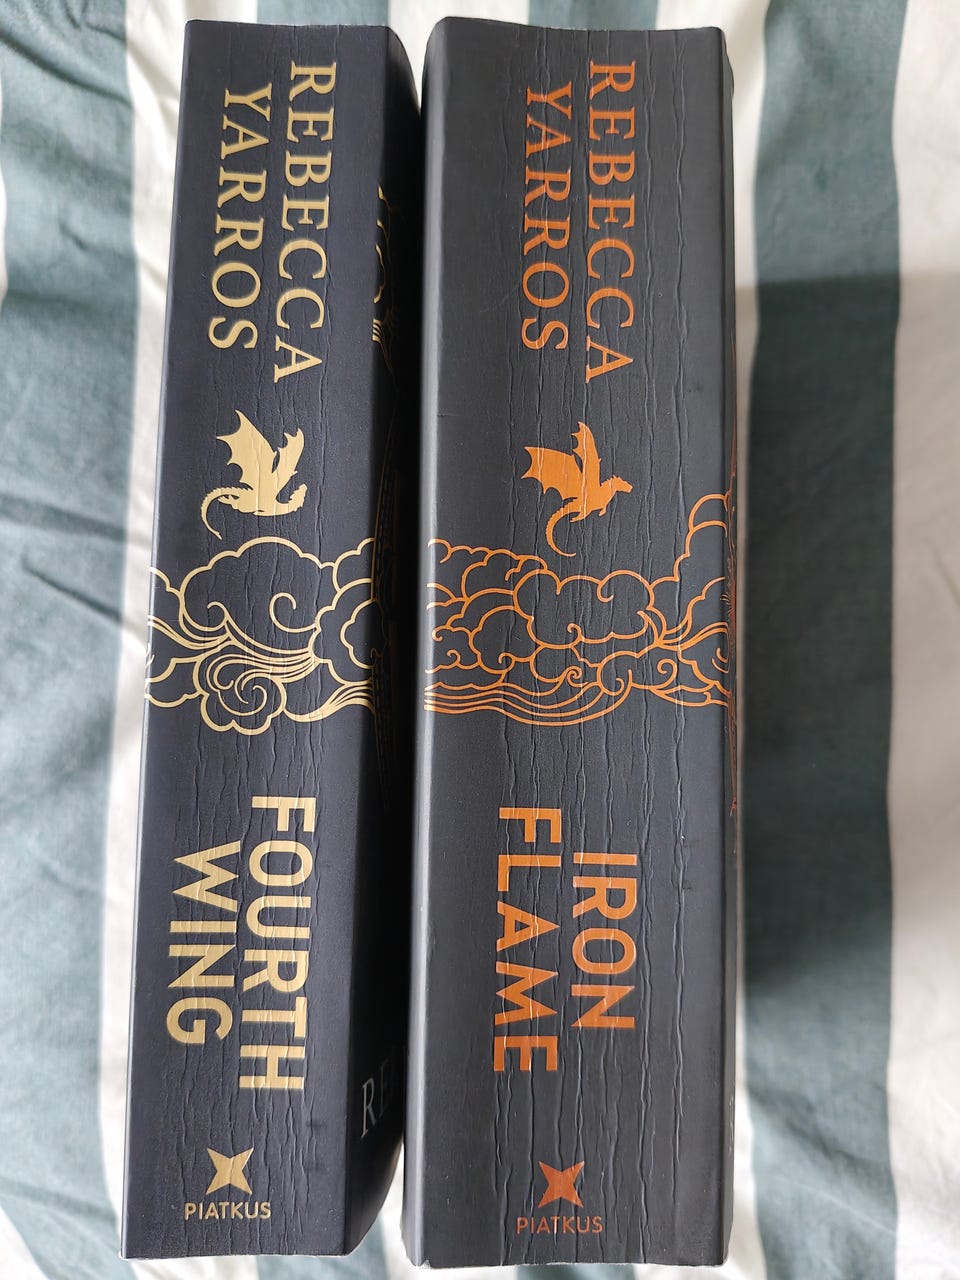 REBECCA
YARROS
FOURTH
WING
PIATKUS
REBECCA
YARROS
IRON
FLAME
PIATKUS